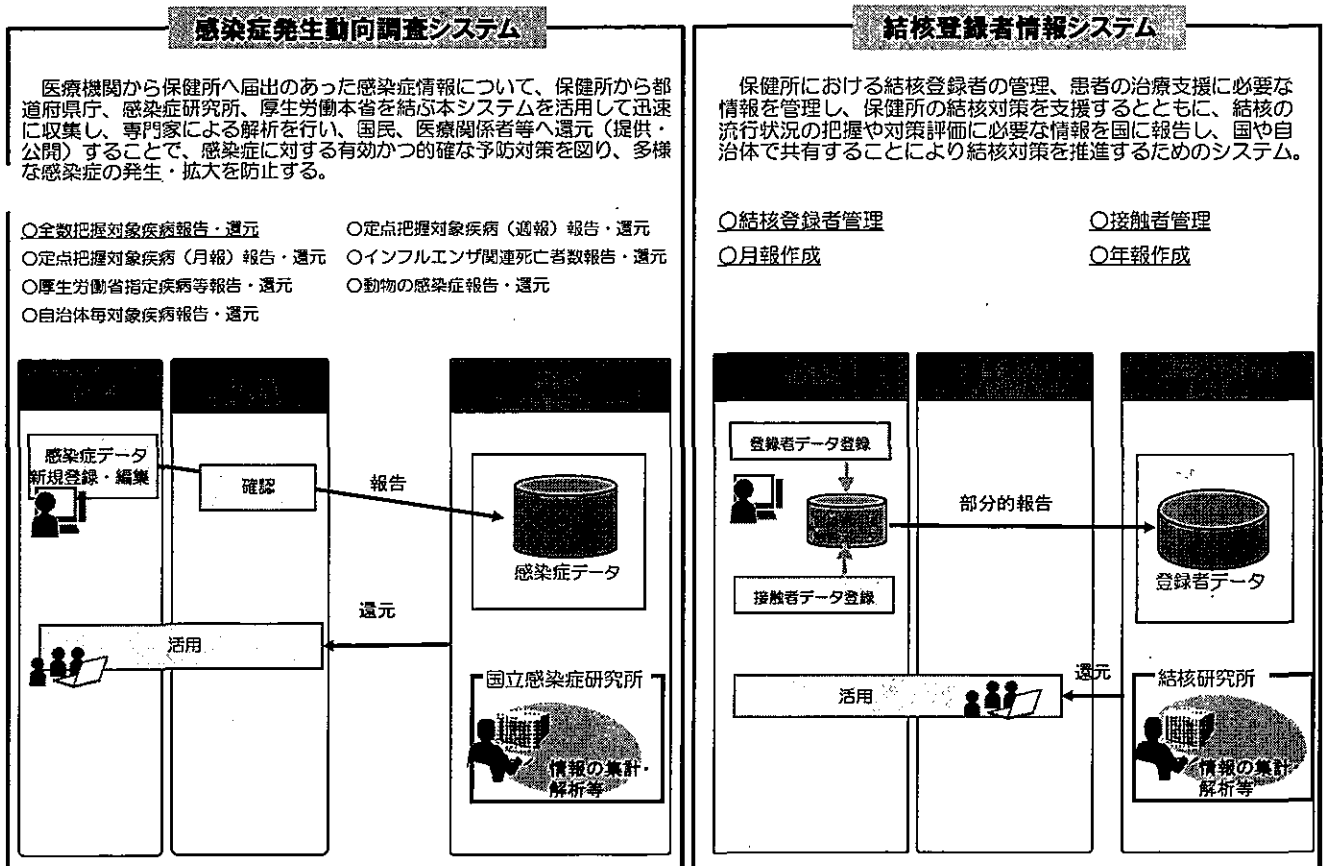 感染症発生動向調査システム
医療機関から保健所へ届出のあった感染症情報について、保健所から都
道府県庁、感染症研究所、厚生労働本省を結ぶ本システムを活用して迅速
に収集し、専門家による解析を行い、国民、医療関係者等へ還元(提供・
公開)することで、感染症に対する有効かつ的確な予防対策を図り、多様
な感染症の発生・拡大を防止する。
○全数把握対象疾病報告・還元
○定点把握対象疾病(週報)報告・還元
○定点把握対象疾病(月報)報告・還元
○インフルエンザ関連死亡者数報告・還元
○厚生労働省指定疾病等報告・還元
○動物の感染症報告・還元
○自治体毎対象疾病報告・還元
感染症データ
新規登録・編集
確認
報告
感染症データ
還元
活用
国立感染症研究所
情報の集計・
解析等
結核登録者情報システム
保健所における結核登録者の管理、患者の治療支援に必要な
情報を管理し、保健所の結核対策を支援するとともに、結核の
流行状況の把握や対策評価に必要な情報を国に報告し、国や自
治体で共有することにより結核対策を推進するためのシステム。
○結核登録者管理
○接触者管理
○月報作成
○年報作成
登録者データ登録
部分的報告
登録者データ
接触者データ登録
還元
活用
結核研究所
情報の集計・
解析等